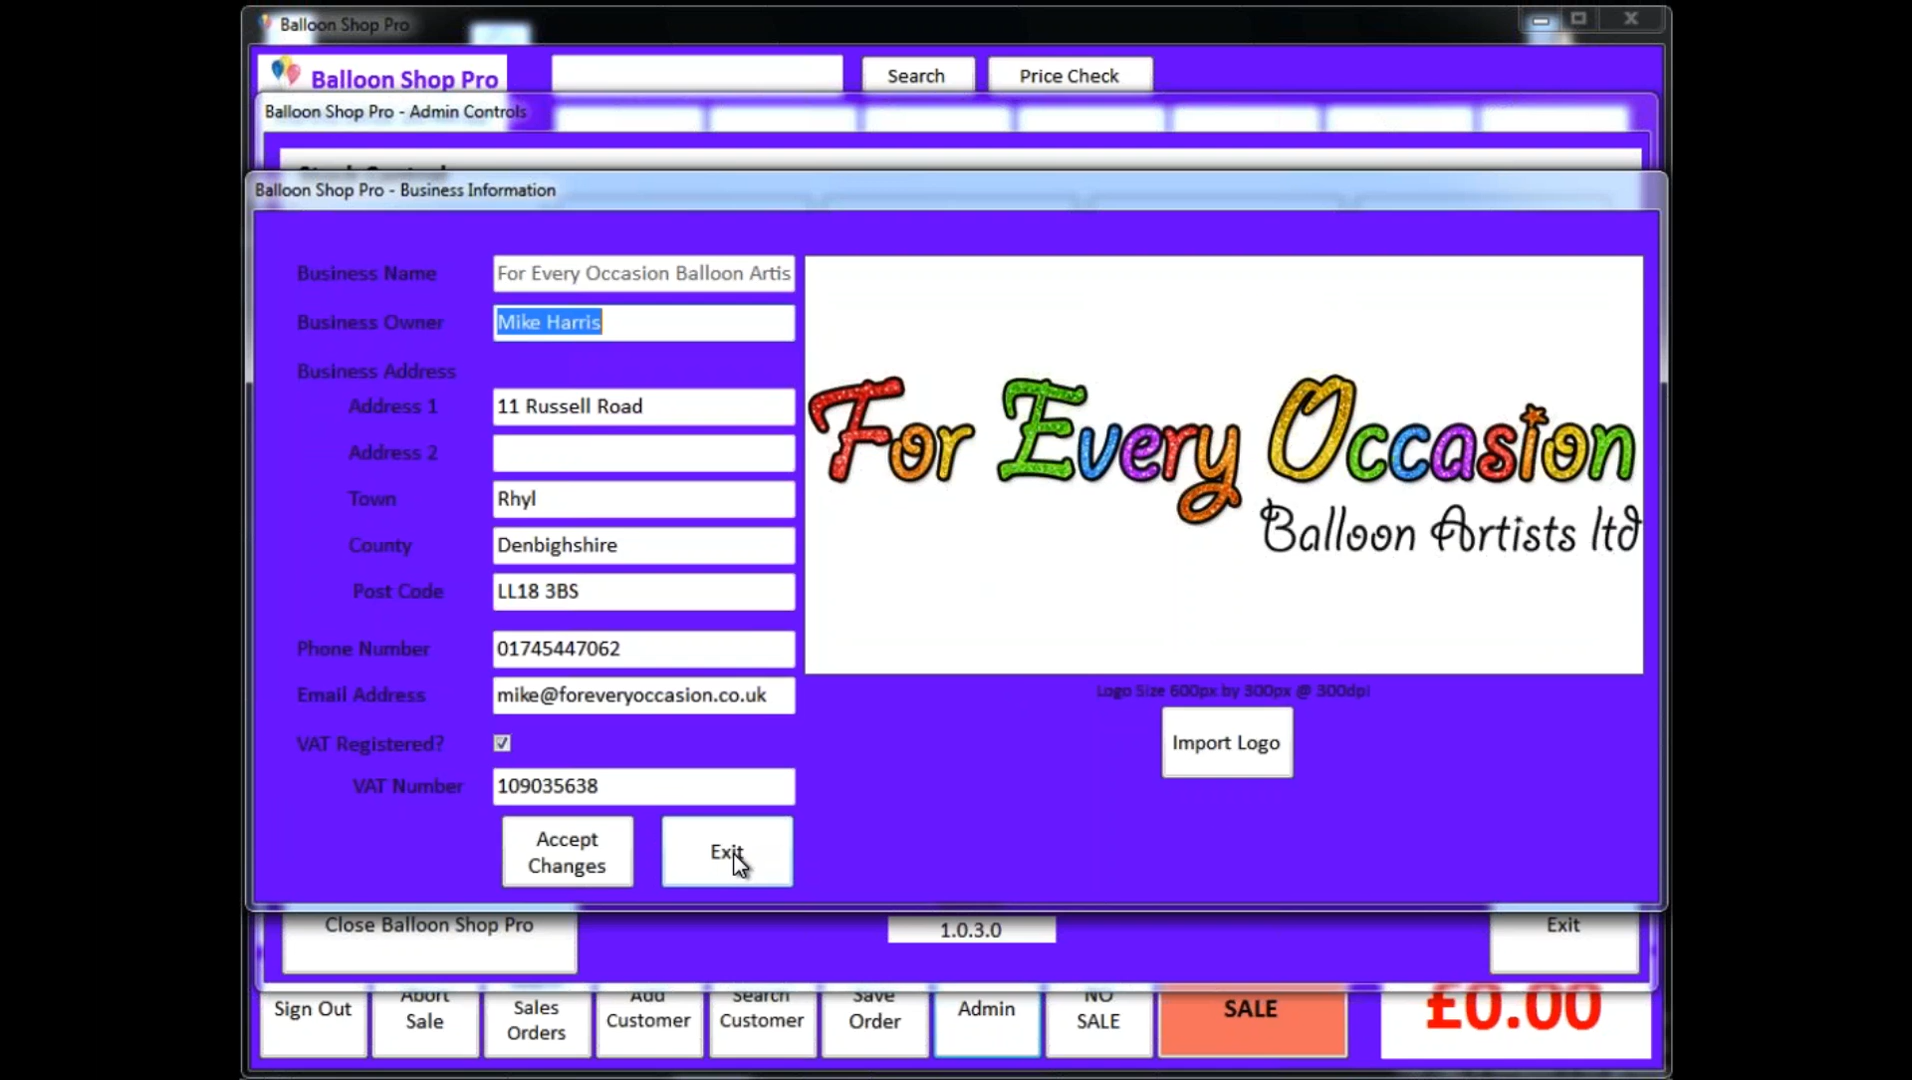 Balloon Shop Pro
Balloon Shop Pro
Search
Price Check
Balloon Shop Pro - Admin Controls
Balloon Shop Pro - Business Information
Business Name
For Every Occasion Balloon Artis
Business Owner
Mike Harris
Business Address
Address 1
11 Russell Road
Address 2
Town
Rhyl
County
Denbighshire
Post Code
LL18 3BS
Phone Number
01745447062
Email Address
mike@foreveryoccasion.co.uk
VAT Registered?
VAT Number
109035638
Accept
Changes
Exit
For Every Occasion
Balloon Artists ltd
Logo Size 600px by 300px @ 300dpi
Import Logo
Close Balloon Shop Pro
1.0.3.0
Exit
Sign Out
Abort
Sale
Sales
Orders
Add
Customer
Search
Customer
Save
Order
Admin
NO
SALE
SALE
£0.00